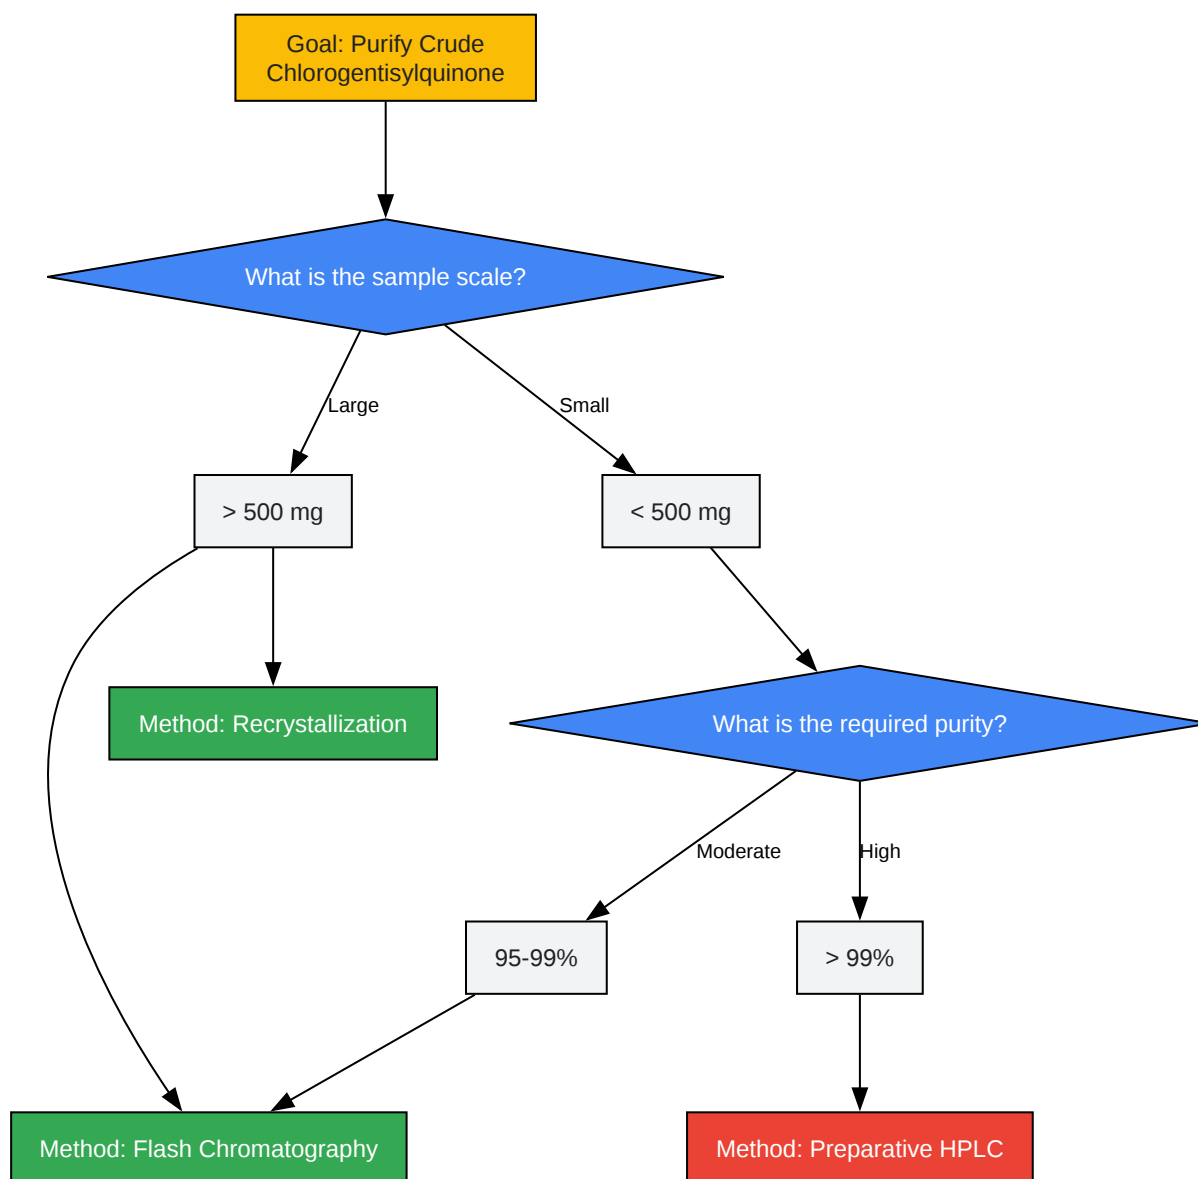 Goal: Purify Crude
Chlorogentisylquinone
What is the sample scale?
Large
Small
> 500 mg
< 500 mg
Method: Recrystallization
What is the required purity?
Moderate
High
95-99%
> 99%
Method: Flash Chromatography
Method: Preparative HPLC